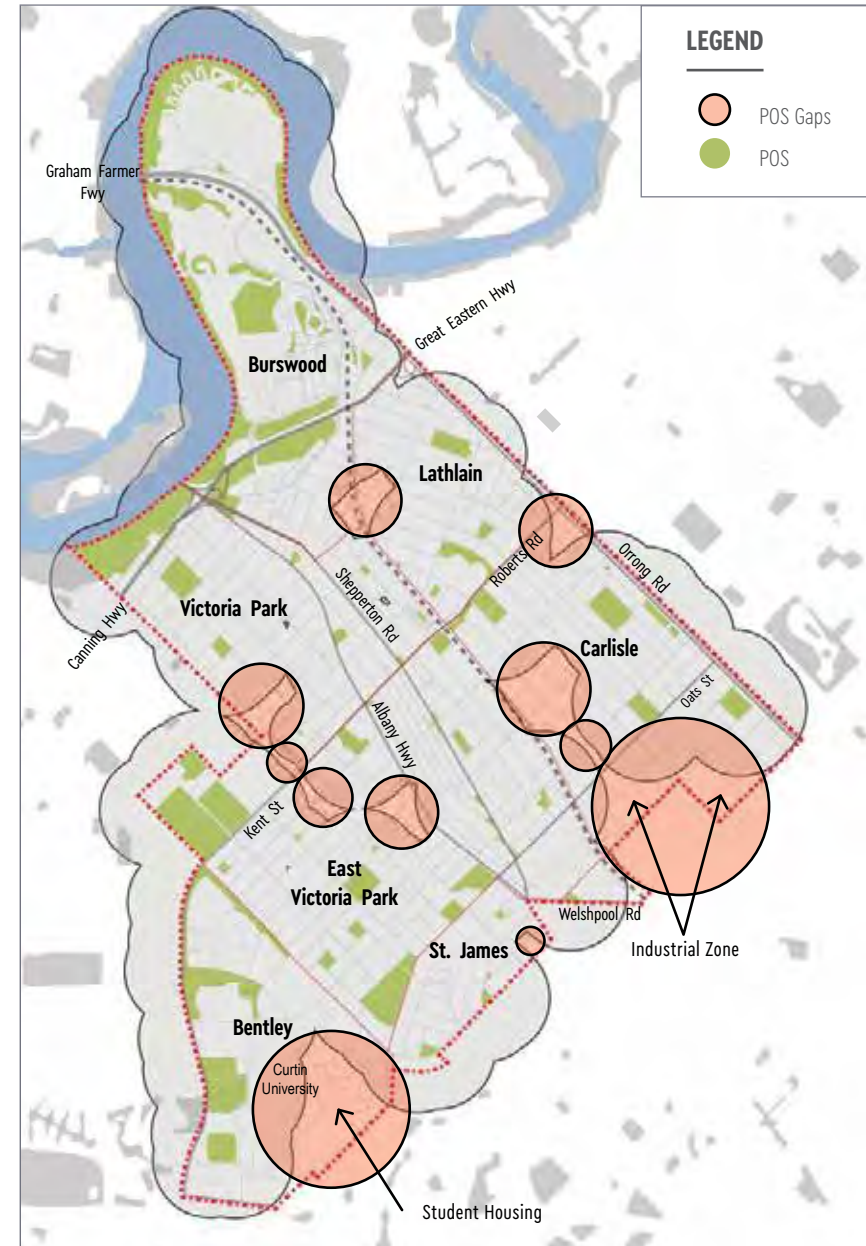 LEGEND
POS Gaps
POS
Graham Farmer
Fwy
Great Eastern Hwy
Burswood
Lathlain
Roberts Rd
Orrong Rd
Shepperton Rd
Victoria Park
Canning Hwy
Carlisle
Oats St
Albany Hwy
Kent St
East
Victoria Park
Welshpool Rd
Industrial Zone
St. James
Bentley
Curtin
University
Student Housing